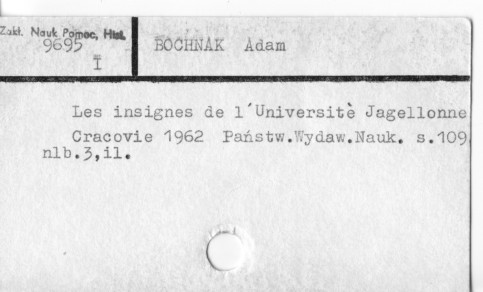 Zakł. Nauk Pomoc. Hist.
9695
I
BOCHNAK Adam
Les insignes de l'Universitè Jagellonne
Cracovie 1962 Państw.Wydaw.Nauk. s.109
nlb.3,il.